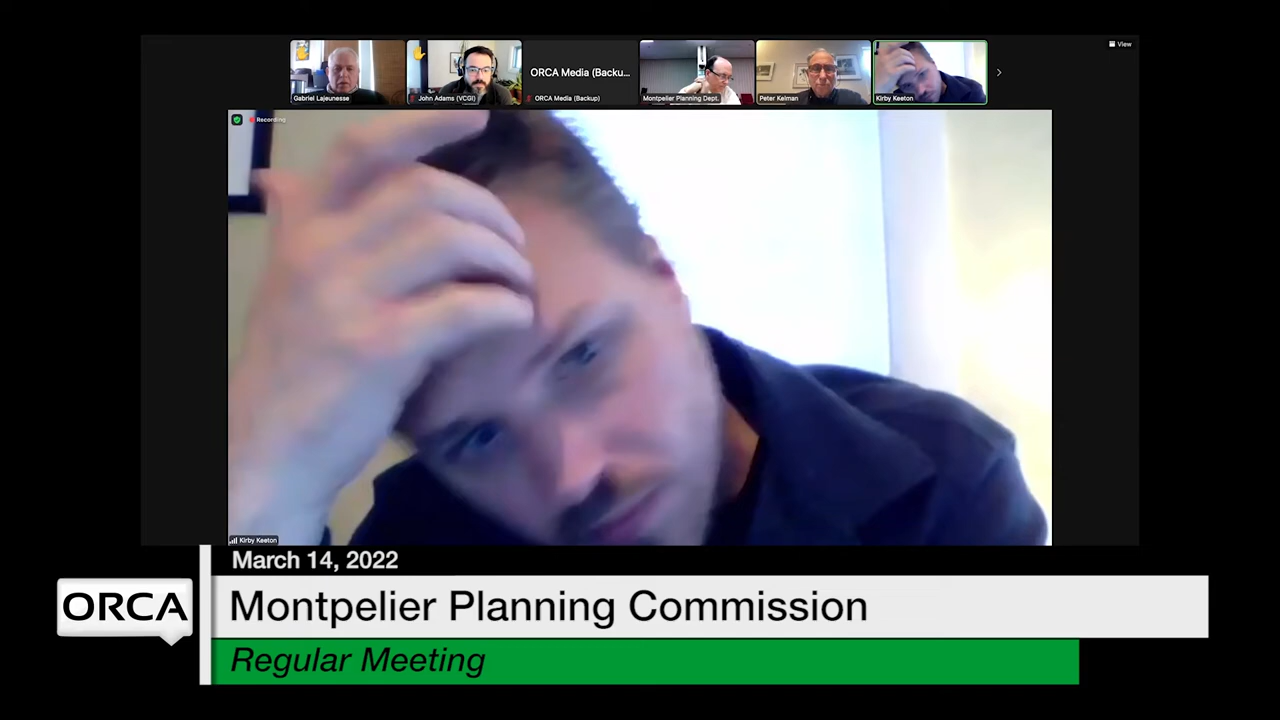 View
ORCA Media (Backu...
Gabriel Lajeunesse
John Adams (VCGI)
ORCA Media (Backup)
Montpelier Planning Dept.
Peter Kelman
Kirby Keeton
Recording
Kirby Keeton
March 14, 2022
ORCA
Montpelier Planning Commission
Regular Meeting